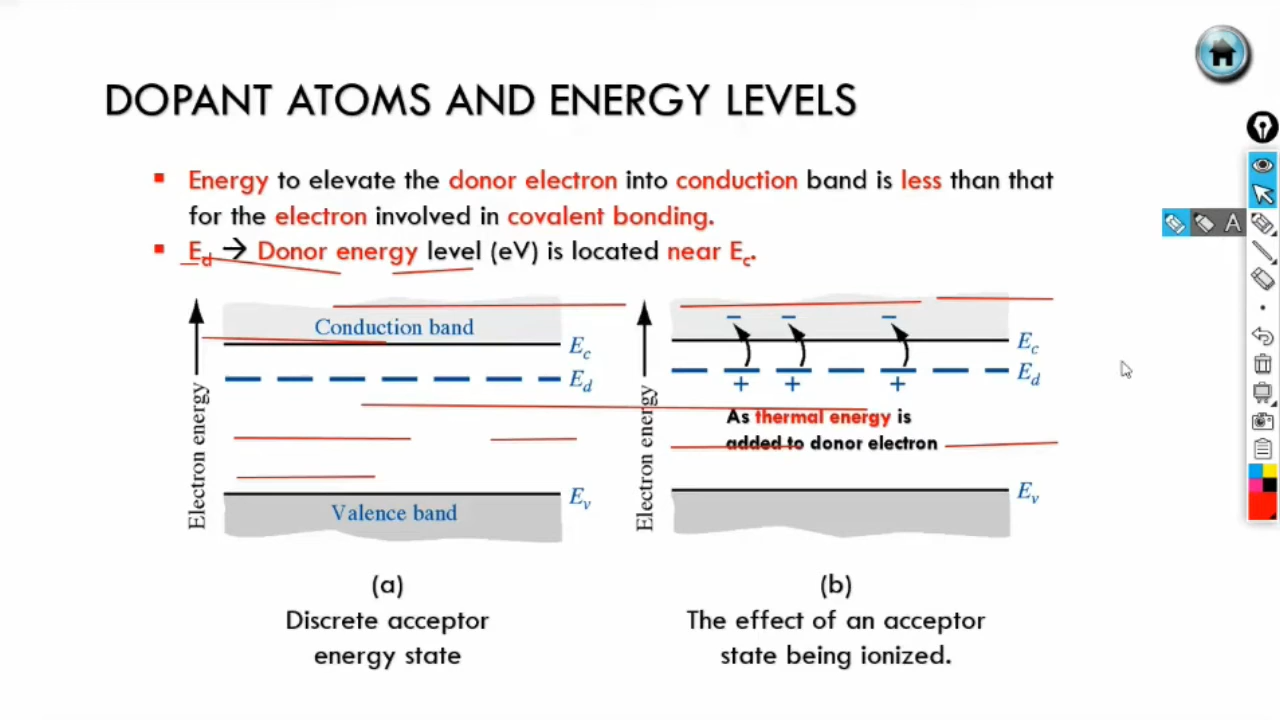 DOPANT ATOMS AND ENERGY LEVELS
Energy to elevate the donor electron into conduction band is less than that
for the electron involved in covalent bonding.
Ed → Donor energy level (eV) is located near Ec.
Electron energy
Conduction band
Ec
Ed
Ev
Valence band
(a)
Discrete acceptor
energy state
Electron energy
− − −
Ec
Ed
+ + +
As thermal energy is
added to donor electron
Ev
(b)
The effect of an acceptor
state being ionized.
A